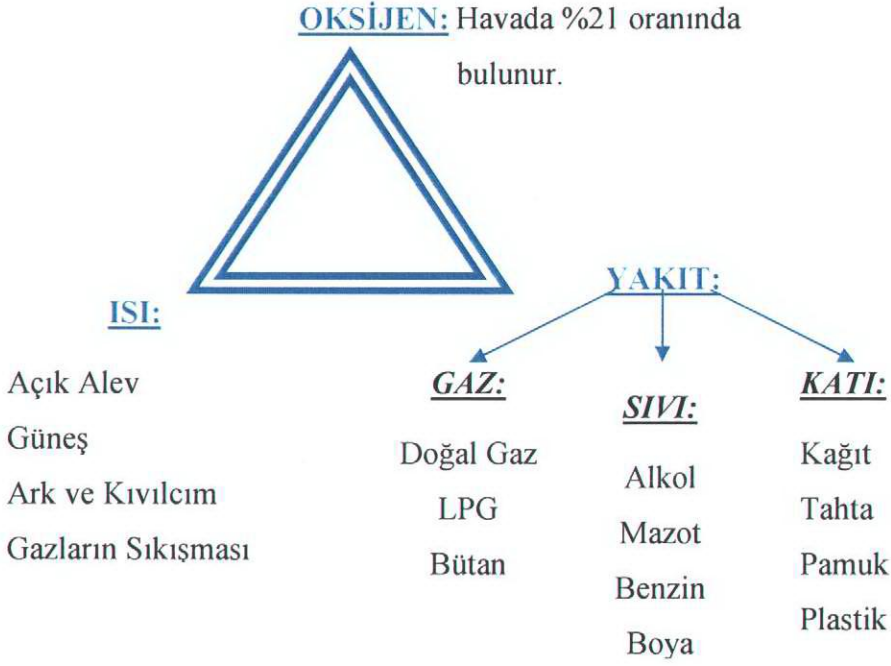 OKSİJEN: Havada %21 oranında
bulunur.
ISI:
Açık Alev
Güneş
Ark ve Kıvılcım
Gazların Sıkışması
YAKIT:
GAZ:
Doğal Gaz
LPG
Bütan
SIVI:
Alkol
Mazot
Benzin
Boya
KATI:
Kağıt
Tahta
Pamuk
Plastik